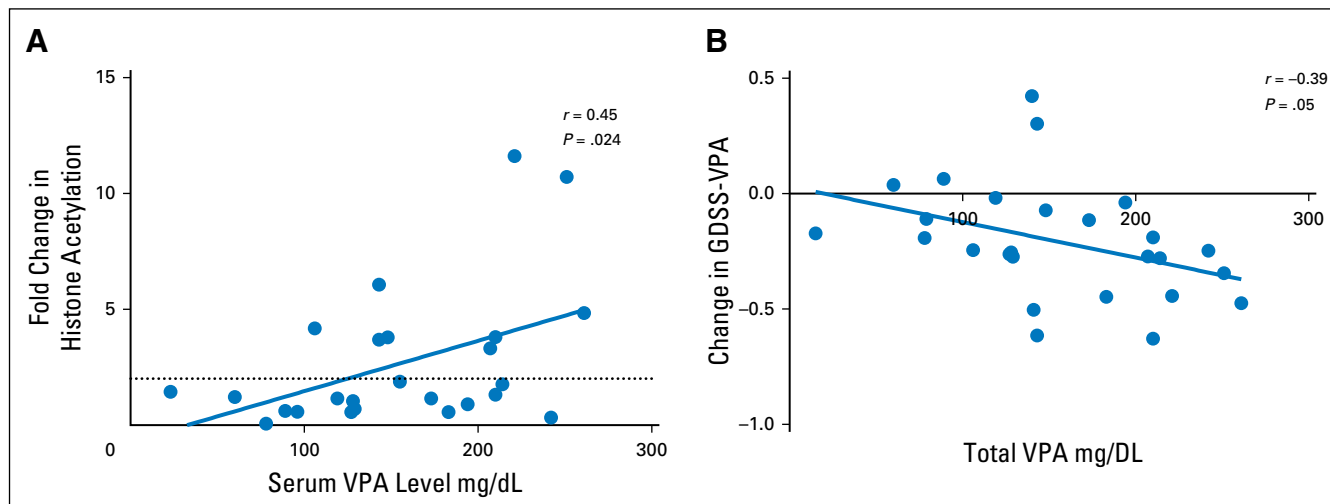 A
Fold Change in
Histone Acetylation
15
10
5
0
100
200
300
r = 0.45
P = .024
Serum VPA Level mg/dL
B
Change in GDSS-VPA
0.5
0.0
−0.5
−1.0
100
200
300
r = −0.39
P = .05
Total VPA mg/DL